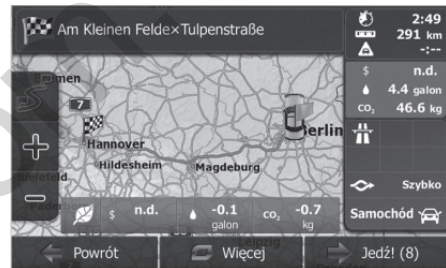 Am Kleinen Felde×Tulpenstraße
2:49
291 km
-:--
$ n.d.
4.4 galon
CO₂ 46.6 kg
Szybko
Samochód
7
Hannover
Berlin
Hildesheim
Magdeburg
Leipzig
$ n.d.
-0.1 galon
CO₂ -0.7 kg
Powrót
Więcej
Jedź! (8)